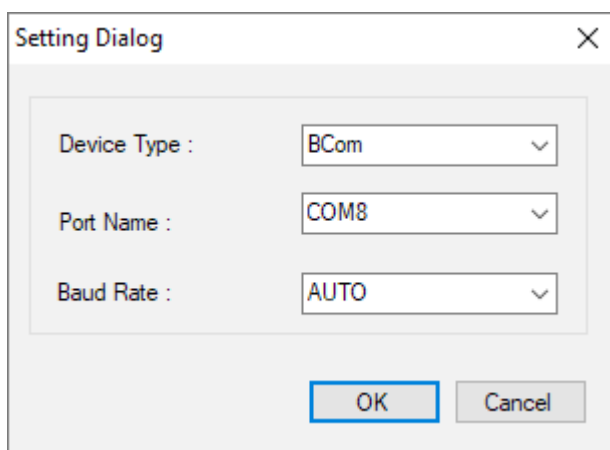 Setting Dialog
Device Type : BCom
Port Name : COM8
Baud Rate : AUTO
OK Cancel